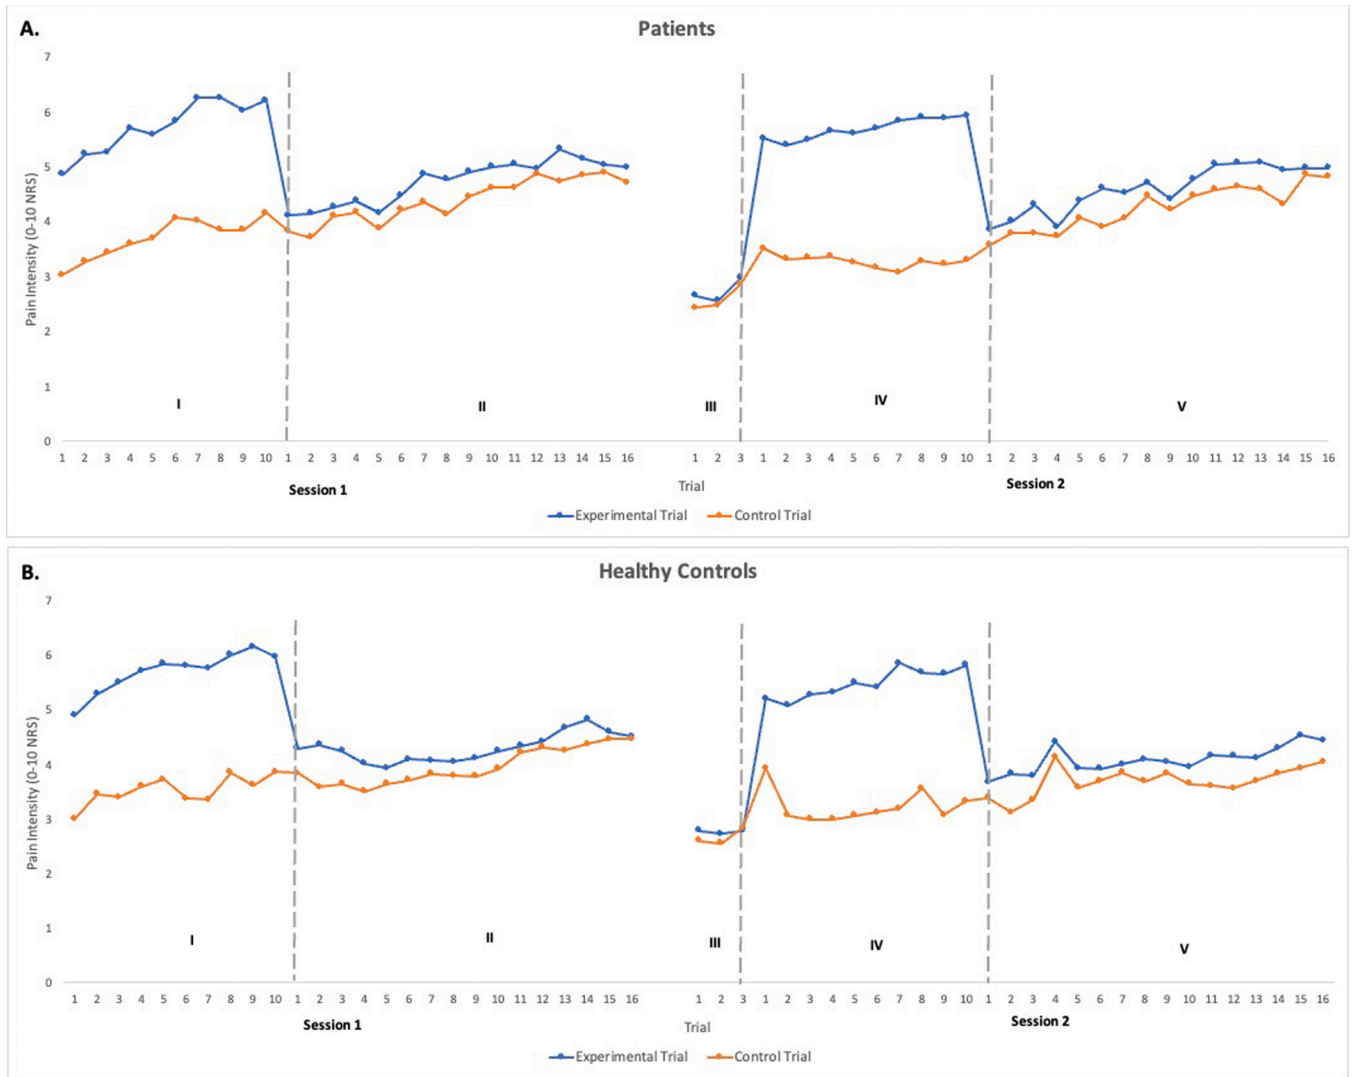 A.
Patients
7
6
5
4
3
2
1
0
Pain Intensity (0-10 NRS)
I
II
III
IV
V
1 2 3 4 5 6 7 8 9 10 1 2 3 4 5 6 7 8 9 10 11 12 13 14 15 16 1 2 3 1 2 3 4 5 6 7 8 9 10 1 2 3 4 5 6 7 8 9 10 11 12 13 14 15 16
Session 1
Trial
Session 2
Experimental Trial Control Trial
B.
Healthy Controls
7
6
5
4
3
2
1
0
Pain Intensity (0-10 NRS)
I
II
III
IV
V
1 2 3 4 5 6 7 8 9 10 1 2 3 4 5 6 7 8 9 10 11 12 13 14 15 16 1 2 3 1 2 3 4 5 6 7 8 9 10 1 2 3 4 5 6 7 8 9 10 11 12 13 14 15 16
Session 1
Trial
Session 2
Experimental Trial Control Trial